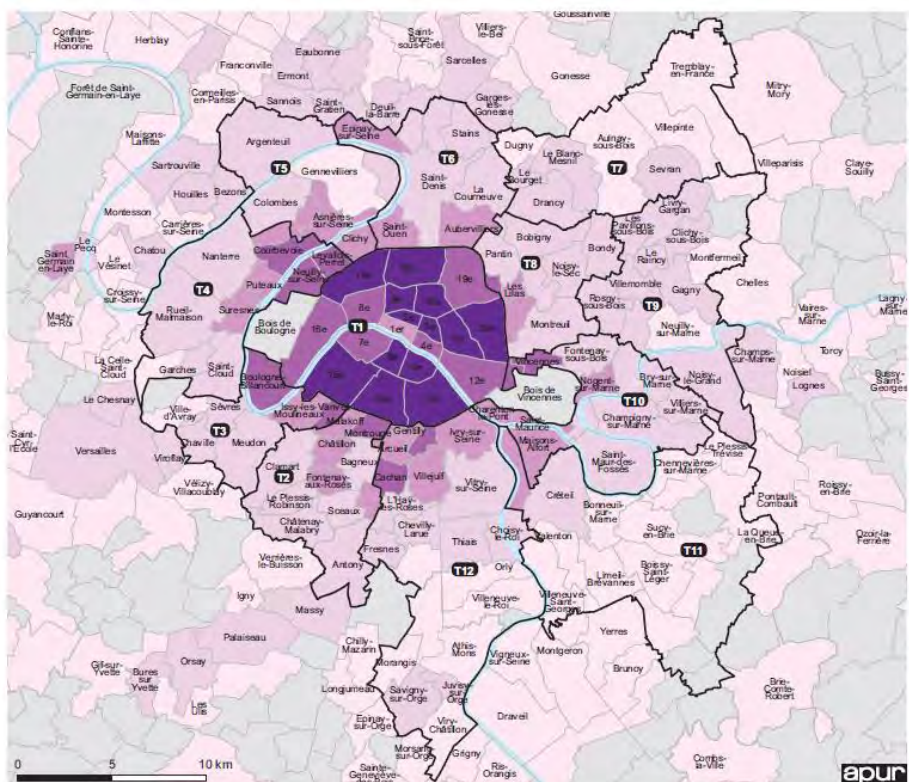 Goussainville
Conflans-
Sainte-
Honorine
Herblay
Saint-
Brice-
sous-Forêt
Villiers-
le-Bel
Eaubonne
Franconville
Ermont
Sarcelles
Gonesse
Tremblay-
en-France
Mitry-
Mory
Forêt de Saint-
Germain-en-Laye
Cormeilles-
en-Parisis
Sannois
Saint-
Gratien
Deuil-
la-Barre
Garges-
lès-
Gonesse
Maisons-
Laffitte
Argenteuil
Epinay-
sur-Seine
Stains
Dugny
Aulnay-
sous-Bois
Villepinte
Villeparisis
Claye-
Souilly
Sartrouville
T5
Gennevilliers
T6
Le Blanc-
Mesnil
T7
Sevran
Houilles
Bezons
Saint-
Denis
Le
Bourget
Montesson
Colombes
La
Courneuve
Drancy
Livry-
Gargan
Carrières-
sur-Seine
Asnières-
sur-Seine
Saint-
Ouen
Aubervilliers
Les
Pavillons-
sous-Bois
Clichy-
sous-Bois
Saint
Germain
en-Laye
Le
Pecq
Le
Vésinet
Chatou
Nanterre
Courbevoie
Clichy
Levallois-
Perret
Bobigny
Bondy
Le
Raincy
Montfermeil
Pantin
T8
Noisy-
le-Sec
Croissy-
sur-Seine
T4
Puteaux
Neuilly-
sur-Seine
19e
Les
Lilas
Villemomble
Gagny
Chelles
Rosny-
sous-Bois
T9
Marly-
le-Roi
Rueil-
Malmaison
Suresnes
8e
Bois de
Boulogne
16e
T1
1er
7e
4e
Montreuil
Neuilly-
sur-Marne
Vaires-
sur-
Marne
Lagny-
sur-Marne
La Celle-
Saint-
Cloud
Garches
Saint-
Cloud
Fontenay-
sous-Bois
Vincennes
Champs-
sur-Marne
Torcy
Noisiel
Lognes
Bussy-
Saint-
Georges
Le Chesnay
Boulogne
Billancourt
12e
Bois de
Vincennes
Nogent-
sur-Marne
Bry-sur-
Marne
Noisy-
le-Grand
Ville-
d'Avray
Sèvres
Issy-les-
Moulineaux
Vanves
Malakoff
Charenton-
Pont
Saint-
Maurice
T10
Villiers-
sur-Marne
Saint-
Cyr-
l'Ecole
Versailles
T3
Chaville
Meudon
Viroflay
Châtillon
Montrouge
Gentilly
Arcueil
Ivry-sur-
Seine
Maisons-
Alfort
Champigny-
sur-Marne
Saint-
Maur-des-
Fossés
Le Plessis-
Trévise
Chennevières-
sur-Marne
Clamart
Bagneux
T2
Fontenay-
aux-Roses
Cachan
Villejuif
Vitry-
sur-Seine
Vélizy-
Villacoublay
Le Plessis-
Robinson
Sceaux
L'Haÿ-
les-Roses
Créteil
Bonneuil-
sur-
Marne
Pontault-
Combault
Roissy-
en-Brie
Guyancourt
Châtenay-
Malabry
Chevilly-
Larue
Choisy-
le-Roi
Valenton
Sucy-
en-Brie
T11
La Queue-
en-Brie
Ozoir-la-
Ferrière
Verrières-
le-Buisson
Fresnes
Thiais
T12
Orly
Limeil-
Brévannes
Boissy-
Saint-
Léger
Antony
Igny
Massy
Villeneuve-
le-Roi
Villeneuve-
Saint-
Georges
Palaiseau
Chilly-
Mazarin
Athis-
Mons
Yerres
Montgeron
Vigneux-
sur-Seine
Brunoy
Morangis
Gif-sur-
Yvette
Bures
sur
Yvette
Orsay
Les
Ulis
Longjumeau
Savigny-
sur-Orge
Juvisy-
sur-
Orge
Draveil
Brie-
Comte-
Robert
Epinay-
sur-Orge
Viry-
Châtillon
Morsang-
sur-Orge
Grigny
Ris-
Orangis
Combs-
la-Ville
Sainte-
Geneviève-
0
5
10 km
apur